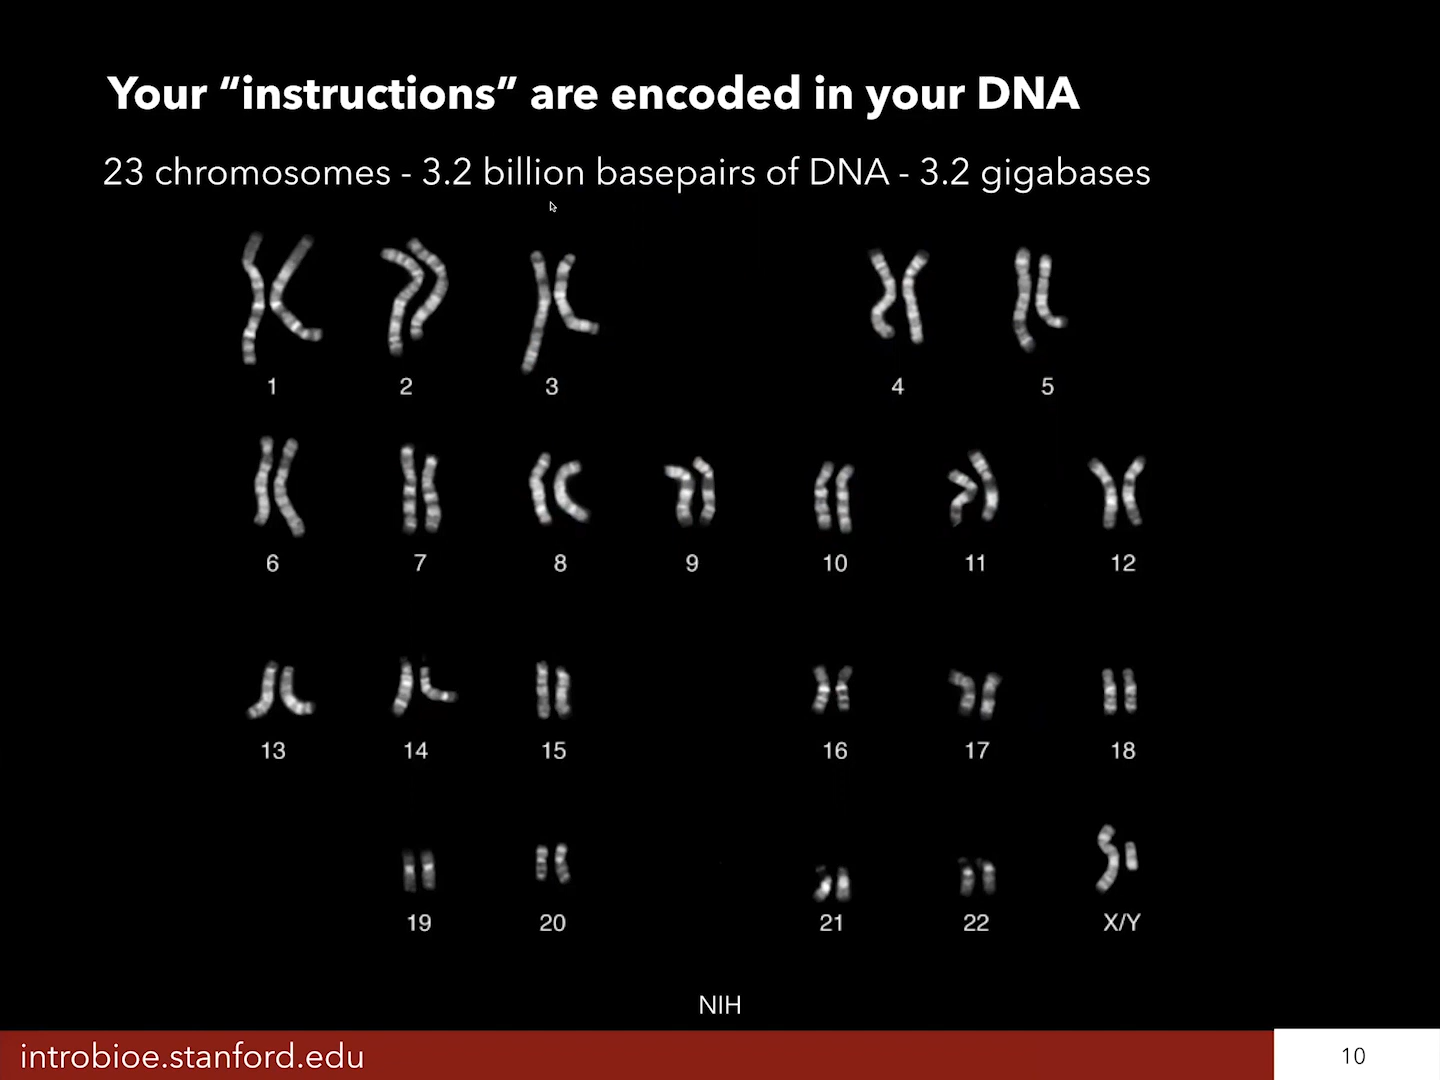 Your “instructions” are encoded in your DNA
23 chromosomes - 3.2 billion basepairs of DNA - 3.2 gigabases
1 2 3 4 5
6 7 8 9 10 11 12
13 14 15 16 17 18
19 20 21 22 X/Y
NIH
introbioe.stanford.edu 10